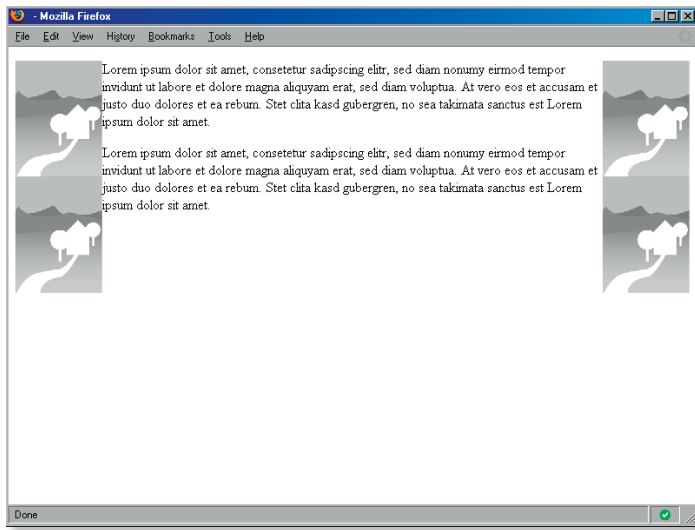 - Mozilla Firefox
File Edit View History Bookmarks Tools Help
Lorem ipsum dolor sit amet, consetetur sadipscing elitr, sed diam nonumy eirmod tempor
invidunt ut labore et dolore magna aliquyam erat, sed diam voluptua. At vero eos et accusam et
justo duo dolores et ea rebum. Stet clita kasd gubergren, no sea takimata sanctus est Lorem
ipsum dolor sit amet.
Lorem ipsum dolor sit amet, consetetur sadipscing elitr, sed diam nonumy eirmod tempor
invidunt ut labore et dolore magna aliquyam erat, sed diam voluptua. At vero eos et accusam et
justo duo dolores et ea rebum. Stet clita kasd gubergren, no sea takimata sanctus est Lorem
ipsum dolor sit amet.
Done